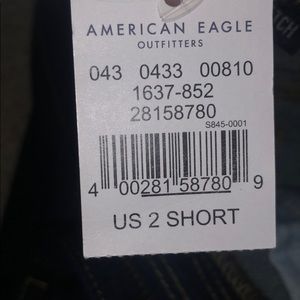 AMERICAN EAGLE
OUTFITTERS
043 0433 00810
1637-852
28158780
S845-0001
4 00281 58780 9
US 2 SHORT